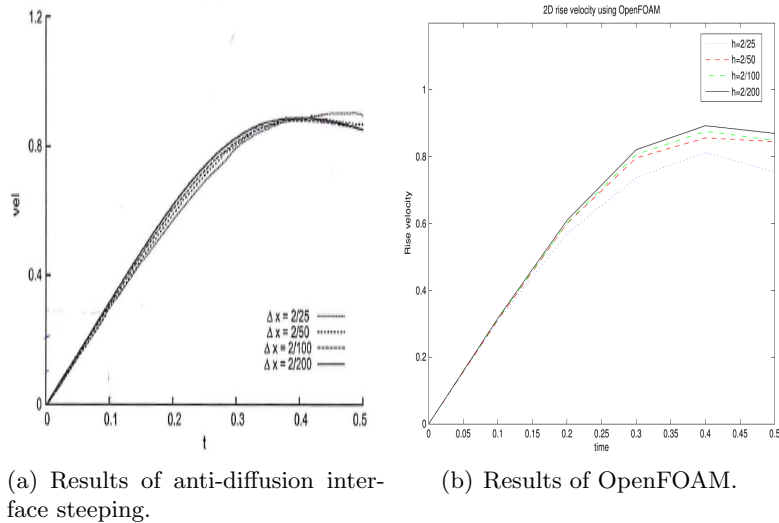 1.2
0.8
0.4
0
vel
0 0.1 0.2 0.3 0.4 0.5
t
Δ x = 2/25
Δ x = 2/50
Δ x = 2/100
Δ x = 2/200
(a) Results of anti-diffusion inter-
face steeping.
2D rise velocity using OpenFOAM
h=2/25
h=2/50
h=2/100
h=2/200
1
0.8
0.6
0.4
0.2
0
Rise velocity
0 0.05 0.1 0.15 0.2 0.25 0.3 0.35 0.4 0.45 0.5
time
(b) Results of OpenFOAM.